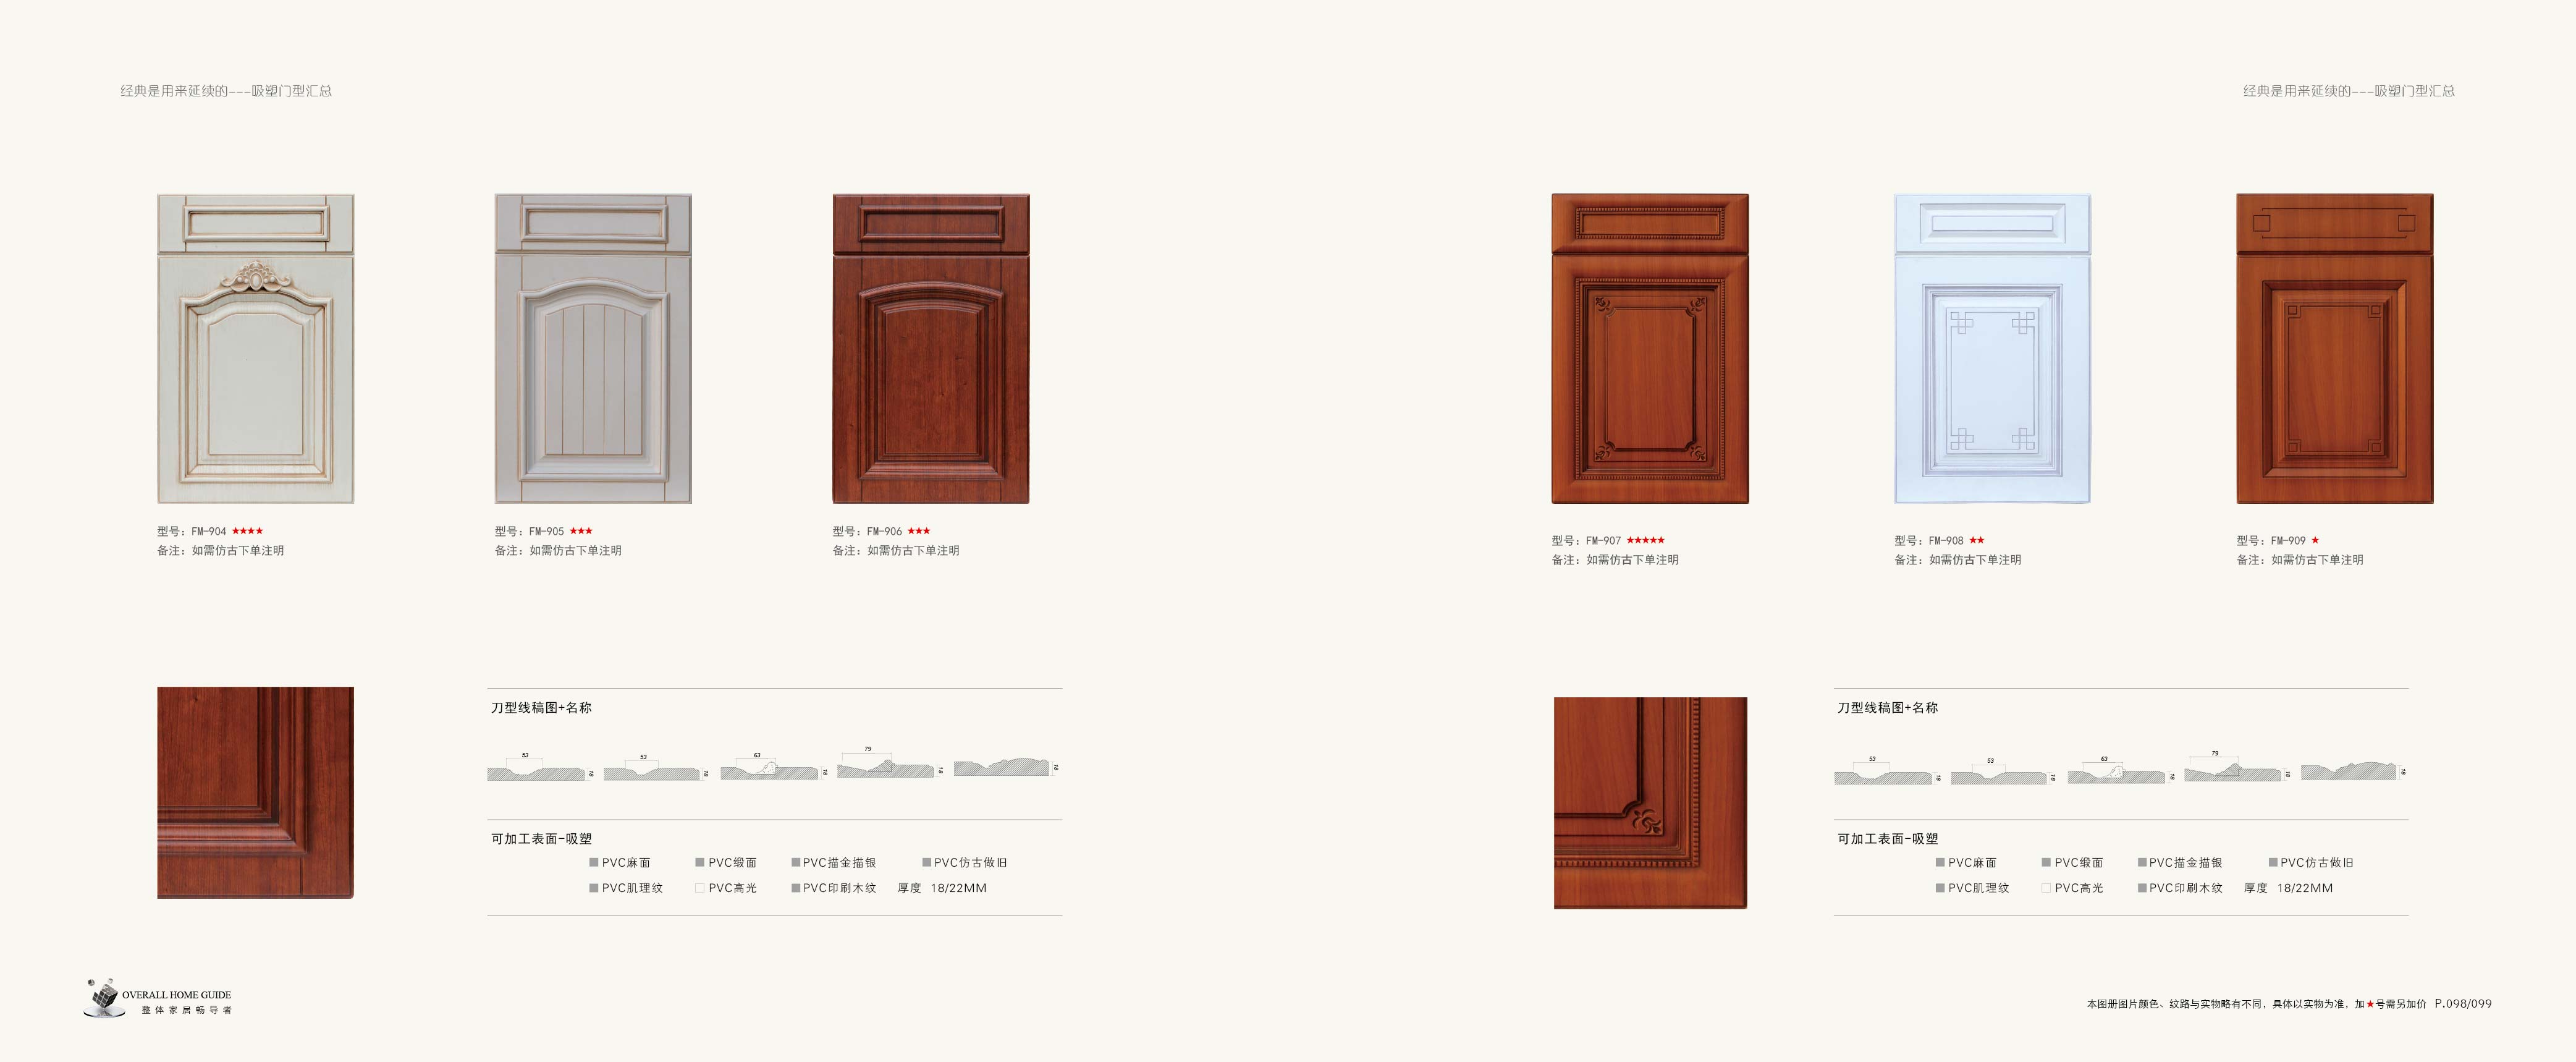 经典是用来延续的---吸塑门型汇总
经典是用来延续的---吸塑门型汇总
型号：FM-904 ★★★★
备注：如需仿古下单注明
型号：FM-905 ★★★
备注：如需仿古下单注明
型号：FM-906 ★★★
备注：如需仿古下单注明
型号：FM-907 ★★★★★
备注：如需仿古下单注明
型号：FM-908 ★★
备注：如需仿古下单注明
型号：FM-909 ★
备注：如需仿古下单注明
刀型线稿图+名称
53 18 53 18 63 18 79 18 18
可加工表面-吸塑
PVC麻面 PVC缎面 PVC描金描银 PVC仿古做旧
PVC肌理纹 PVC高光 PVC印刷木纹 厚度 18/22MM
刀型线稿图+名称
53 18 53 18 63 18 79 18 18
可加工表面-吸塑
PVC麻面 PVC缎面 PVC描金描银 PVC仿古做旧
PVC肌理纹 PVC高光 PVC印刷木纹 厚度 18/22MM
OVERALL HOME GUIDE
整体家居畅导者
本图册图片颜色、纹路与实物略有不同，具体以实物为准，加★号需另加价 P.098/099